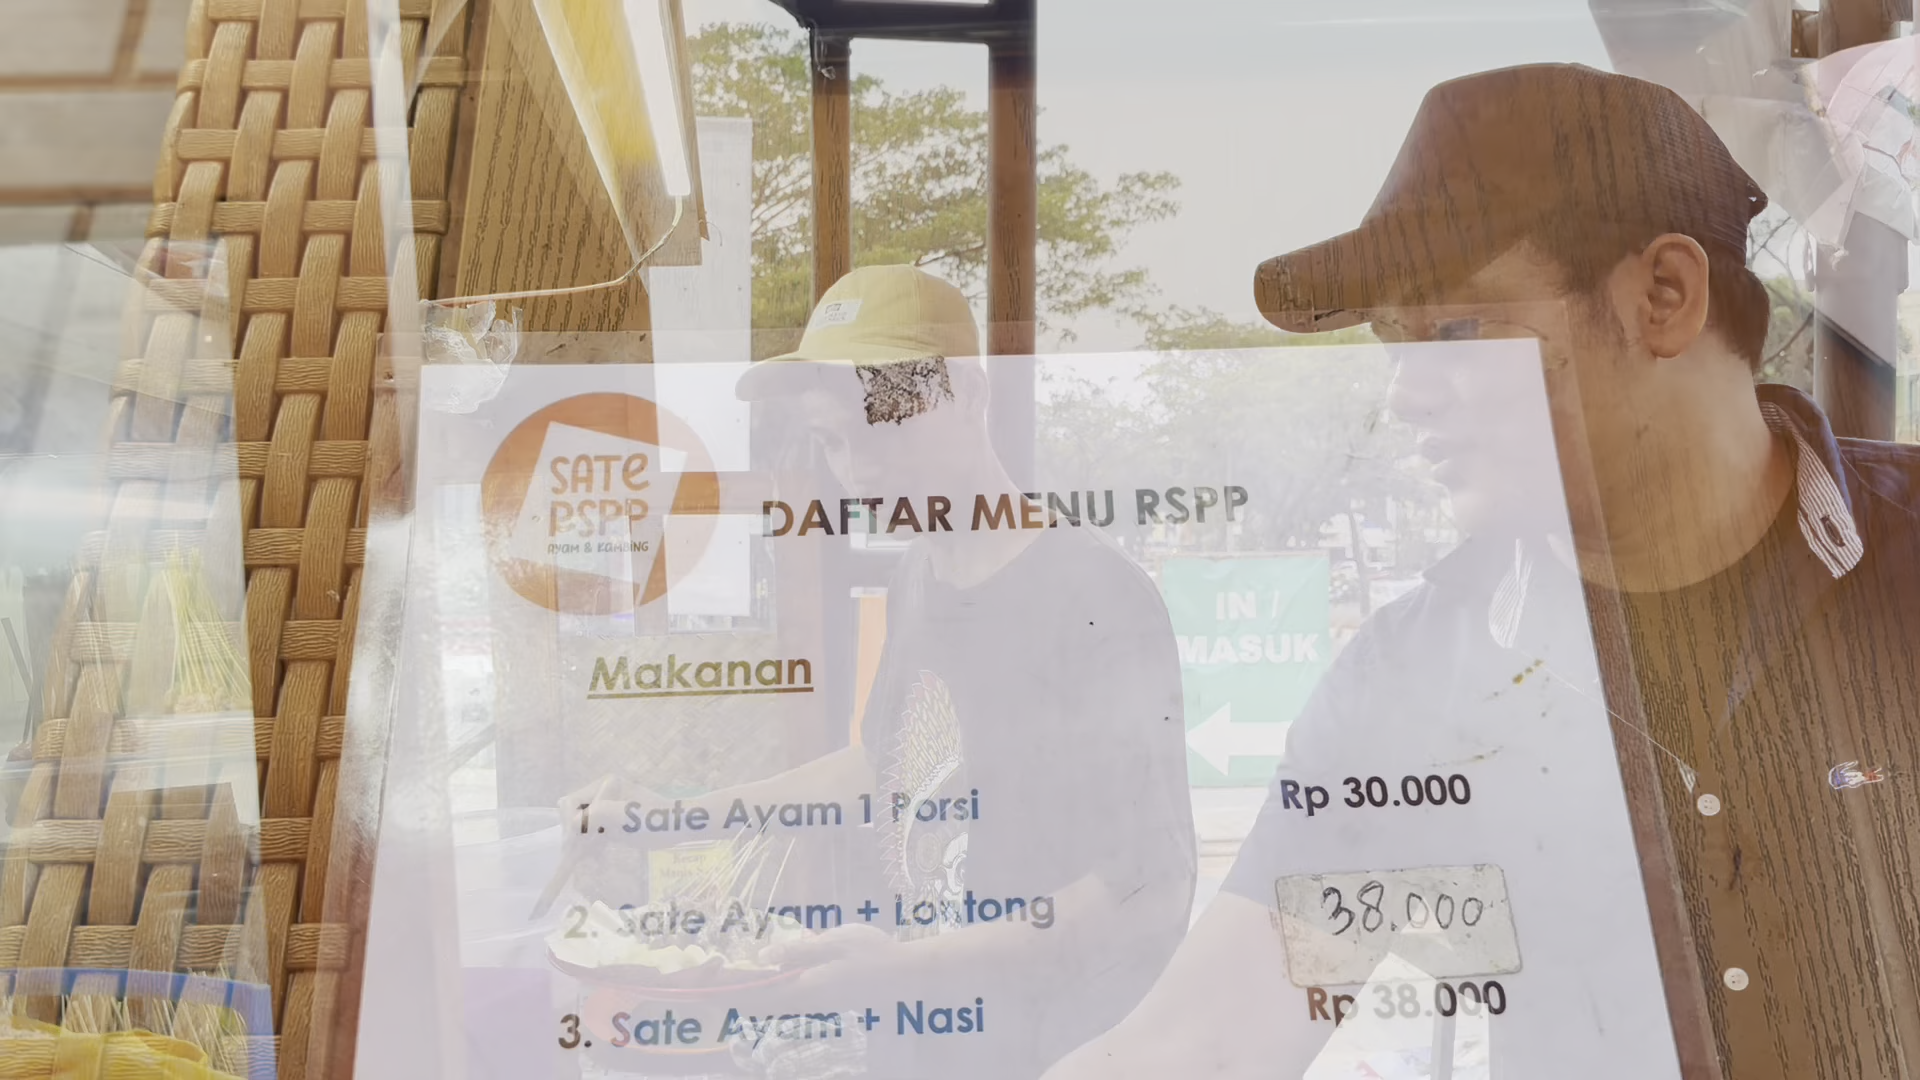 SATE
RSPP
AYAM & KAMBING
DAFTAR MENU RSPP
IN /
MASUK
Makanan
1. Sate Ayam 1 Porsi Rp 30.000
2. Sate Ayam + Lontong 38.000
3. Sate Ayam + Nasi Rp 38.000
Kecap